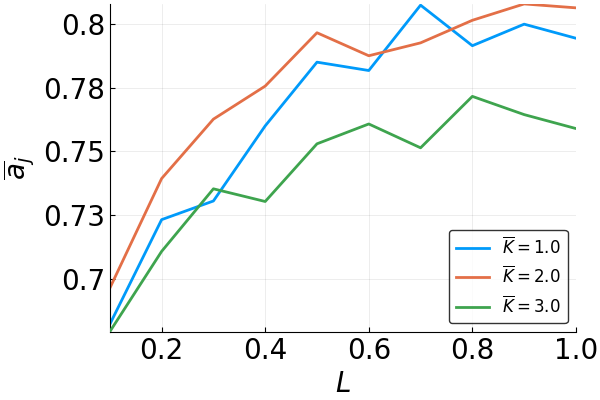 0.8
0.78
0.75
0.73
0.7
a̅ⱼ
0.2 0.4 0.6 0.8 1.0
L
K̅ = 1.0
K̅ = 2.0
K̅ = 3.0